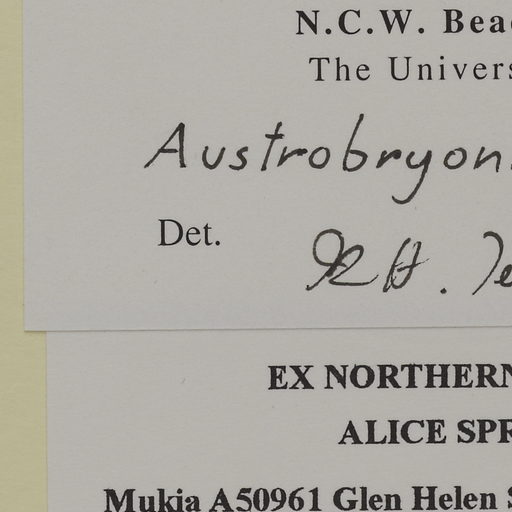 N.C.W. Bea
The Univers
Austrobryon
Det.
EX NORTHERN
ALICE SPR
Mukia A50961 Glen Helen S